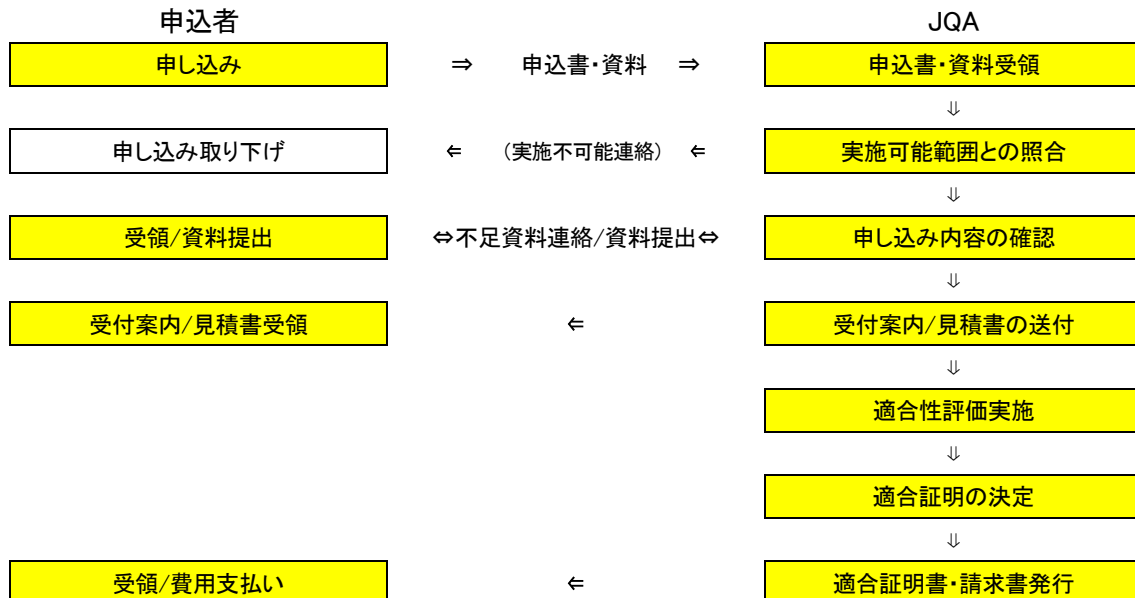 申込者 JQA
申し込み ⇒ 申込書・資料 ⇒ 申込書・資料受領
⇓
申し込み取り下げ ⇐ (実施不可能連絡) ⇐ 実施可能範囲との照合
⇓
受領/資料提出 ⇔不足資料連絡/資料提出⇔ 申し込み内容の確認
⇓
受付案内/見積書受領 ⇐ 受付案内/見積書の送付
⇓
適合性評価実施
⇓
適合証明の決定
⇓
受領/費用支払い ⇐ 適合証明書・請求書発行